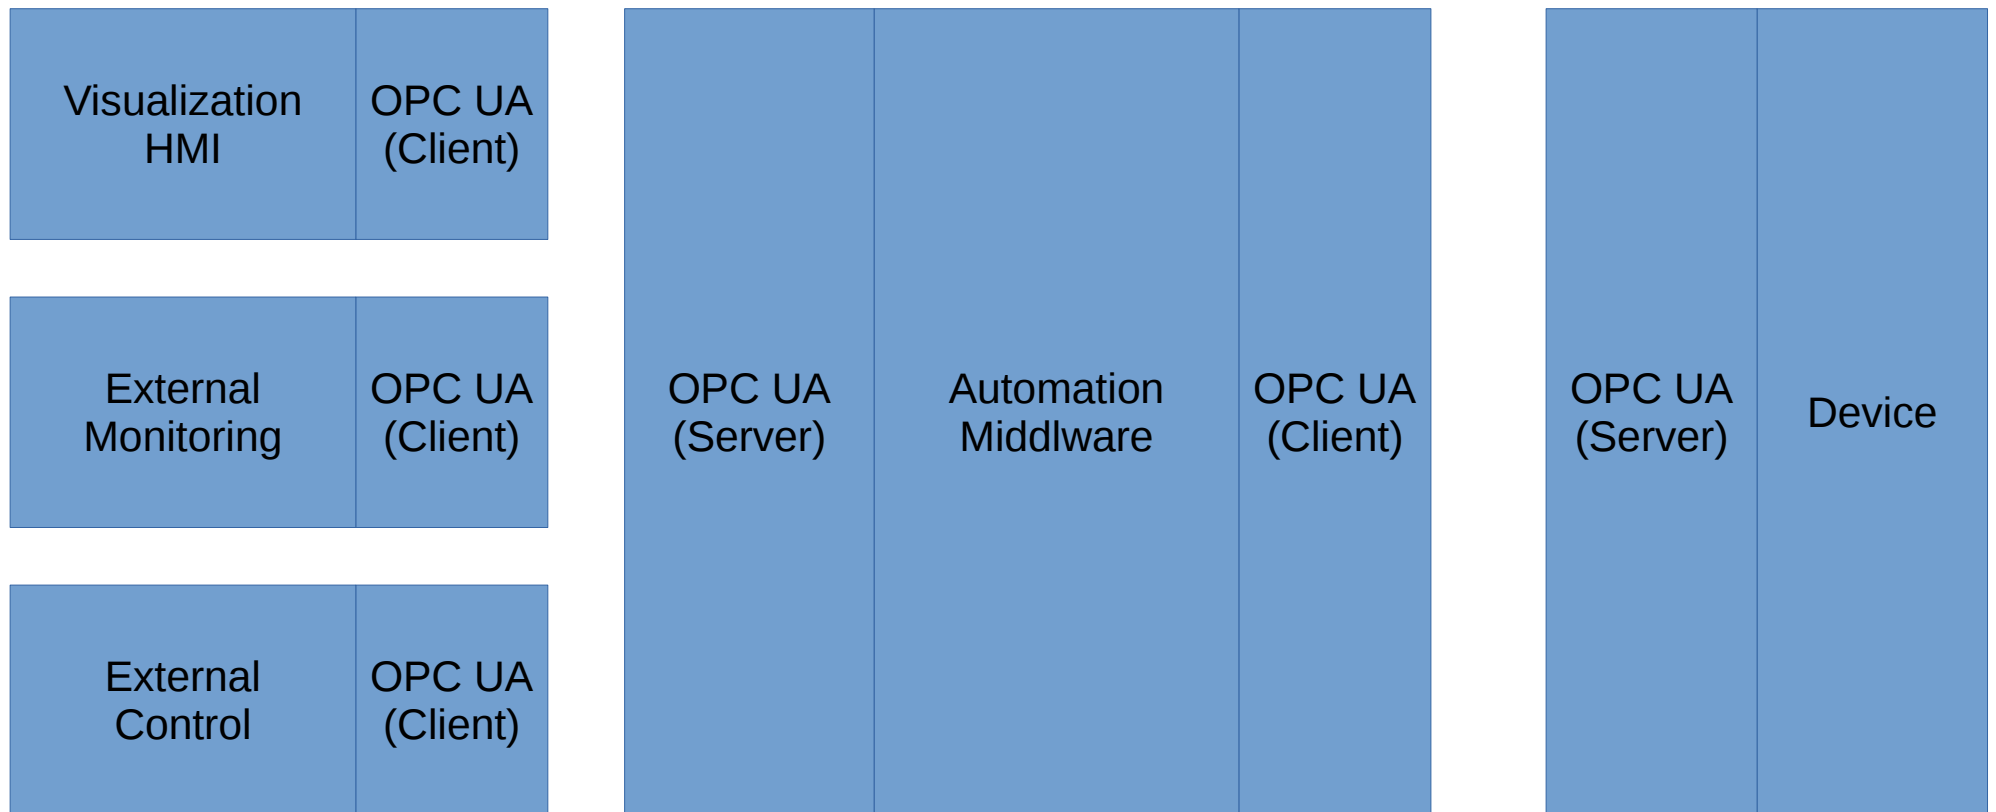 Visualization
HMI
OPC UA
(Client)
External
Monitoring
OPC UA
(Client)
External
Control
OPC UA
(Client)
OPC UA
(Server)
Automation
Middlware
OPC UA
(Client)
OPC UA
(Server)
Device